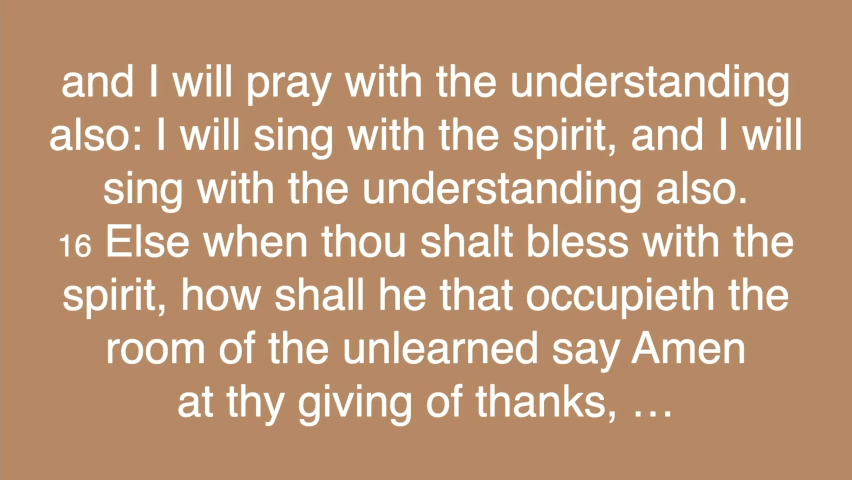 and I will pray with the understanding
also: I will sing with the spirit, and I will
sing with the understanding also.
16 Else when thou shalt bless with the
spirit, how shall he that occupieth the
room of the unlearned say Amen
at thy giving of thanks, …